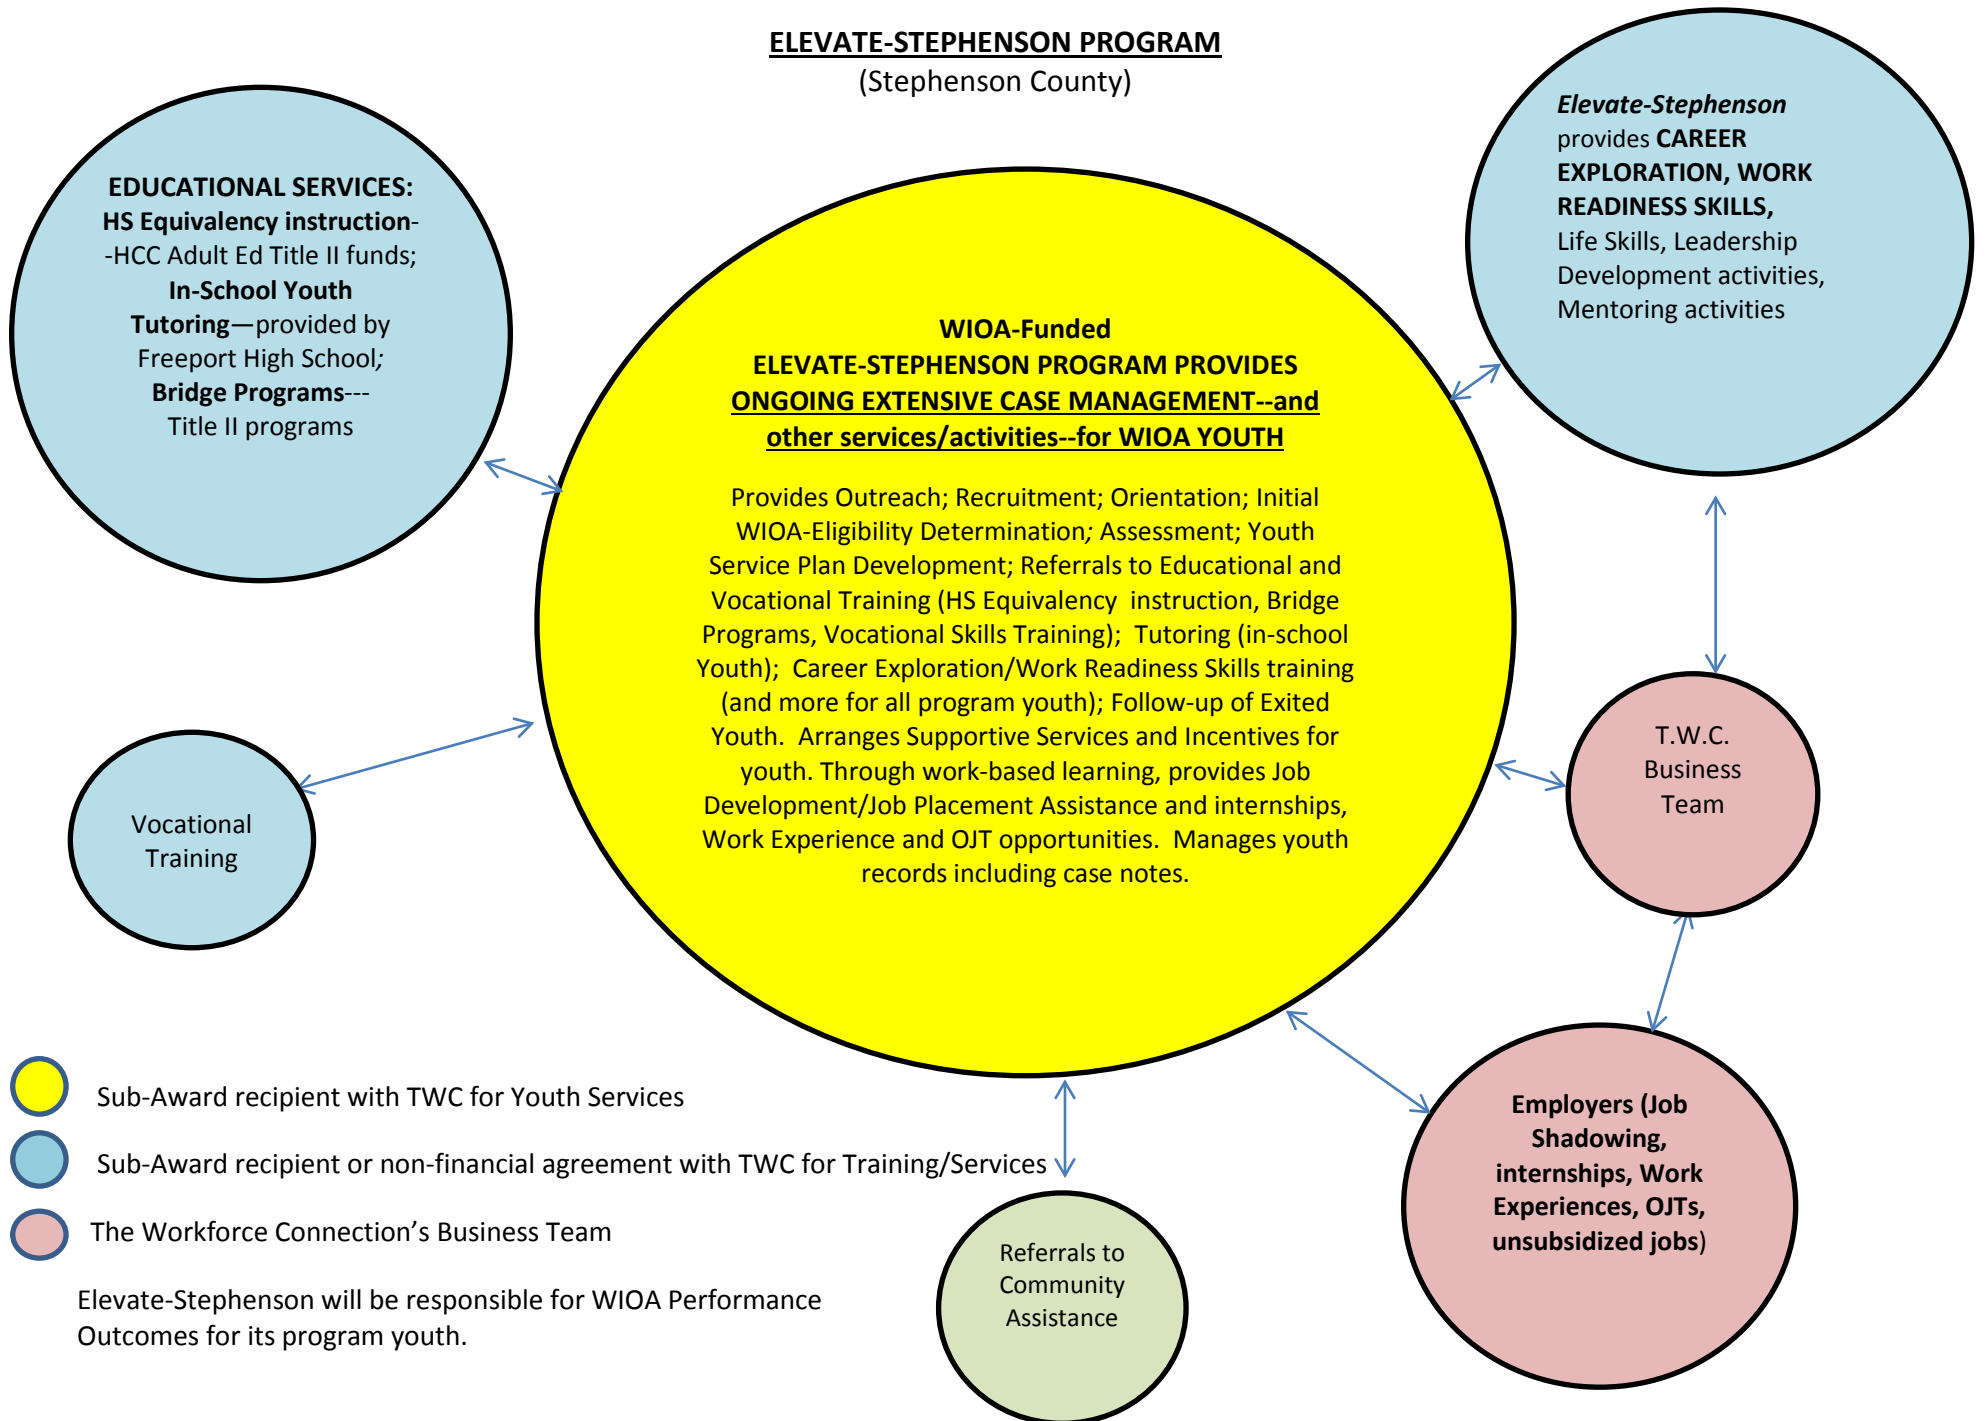 ELEVATE-STEPHENSON PROGRAM
(Stephenson County)
EDUCATIONAL SERVICES:
HS Equivalency instruction-
-HCC Adult Ed Title II funds;
In-School Youth
Tutoring—provided by
Freeport High School;
Bridge Programs---
Title II programs
Elevate-Stephenson
provides CAREER
EXPLORATION, WORK
READINESS SKILLS,
Life Skills, Leadership
Development activities,
Mentoring activities
WIOA-Funded
ELEVATE-STEPHENSON PROGRAM PROVIDES
ONGOING EXTENSIVE CASE MANAGEMENT--and
other services/activities--for WIOA YOUTH
Provides Outreach; Recruitment; Orientation; Initial
WIOA-Eligibility Determination; Assessment; Youth
Service Plan Development; Referrals to Educational and
Vocational Training (HS Equivalency  instruction, Bridge
Programs, Vocational Skills Training);  Tutoring (in-school
Youth);  Career Exploration/Work Readiness Skills training
(and more for all program youth); Follow-up of Exited
Youth.  Arranges Supportive Services and Incentives for
youth. Through work-based learning, provides Job
Development/Job Placement Assistance and internships,
Work Experience and OJT opportunities.  Manages youth
records including case notes.
T.W.C.
Business
Team
Vocational
Training
Sub-Award recipient with TWC for Youth Services
Sub-Award recipient or non-financial agreement with TWC for Training/Services
The Workforce Connection’s Business Team
Elevate-Stephenson will be responsible for WIOA Performance
Outcomes for its program youth.
Referrals to
Community
Assistance
Employers (Job
Shadowing,
internships, Work
Experiences, OJTs,
unsubsidized jobs)